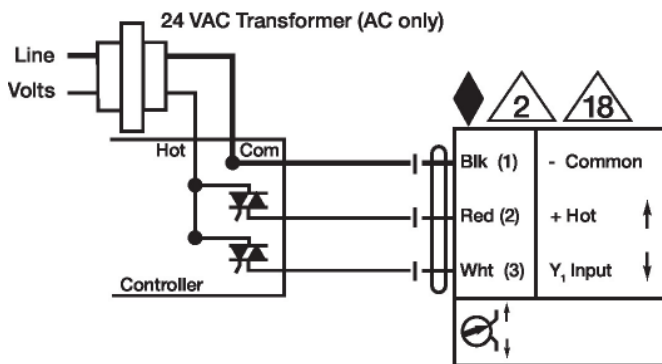 24 VAC Transformer (AC only)
Line
Volts
2
18
Hot
Com
Blk (1)
- Common
Red (2)
+ Hot
Wht (3)
Y₁ Input
Controller